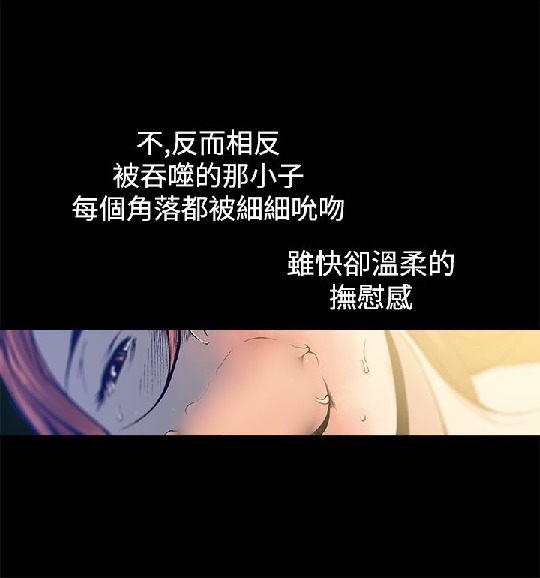 不,反而相反
被吞噬的那小子
每個角落都被細細吮吻
雖快卻溫柔的
撫慰感